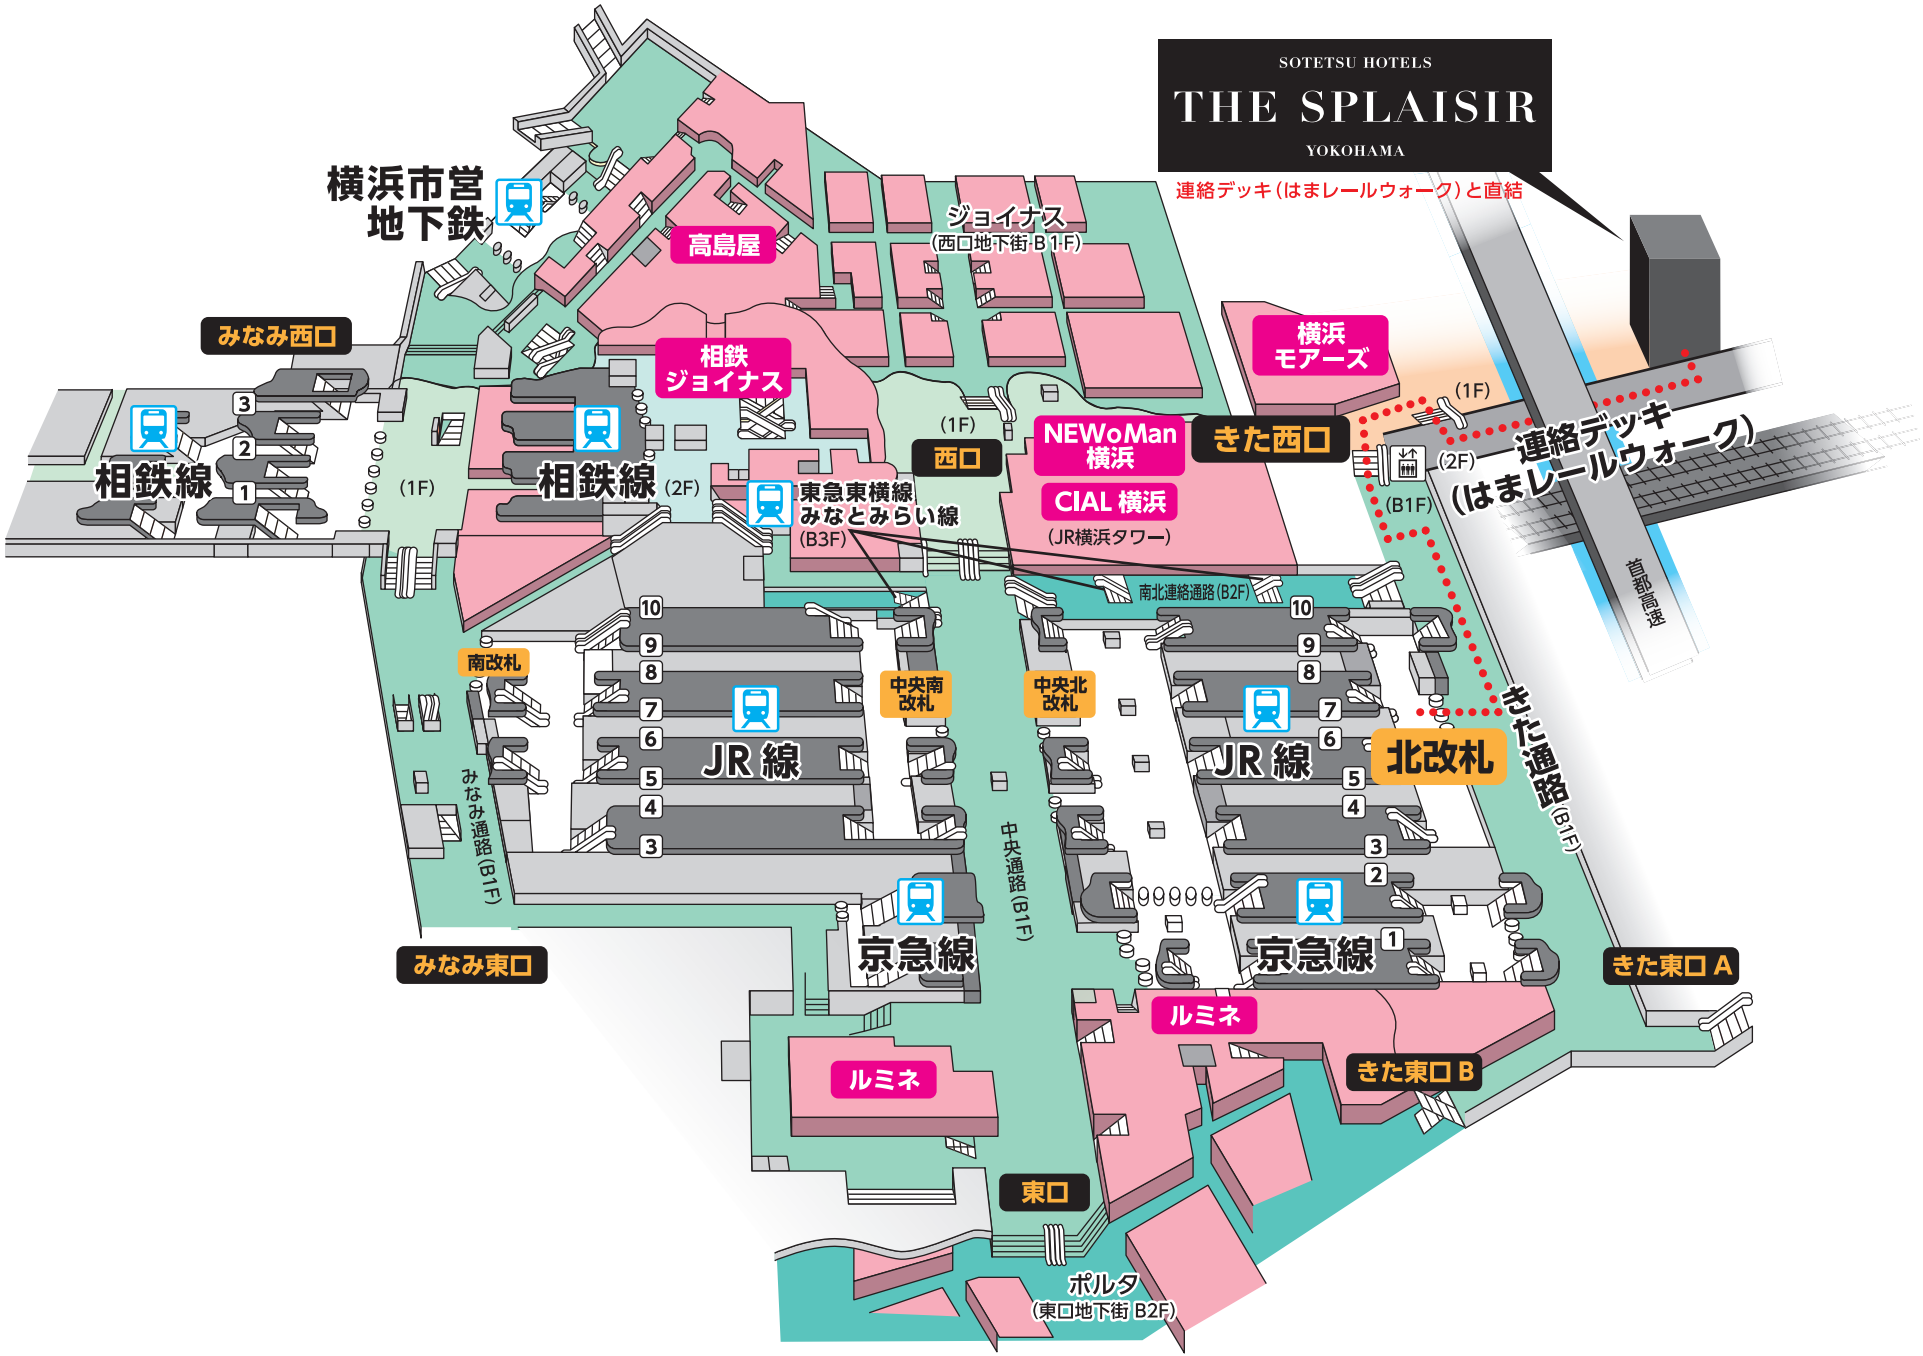 SOTETSU HOTELS
THE SPLAISIR
YOKOHAMA
連絡デッキ（はまレールウォーク）と直結
横浜市営
地下鉄
高島屋
ジョイナス
（西口地下街 B1F）
みなみ西口
相鉄
ジョイナス
横浜
モアーズ
3
2
1
相鉄線
(1F)
相鉄線
(2F)
(1F)
西口
NEWoMan
横浜
CIAL 横浜
（JR横浜タワー）
きた西口
(1F)
(2F)
(B1F)
連絡デッキ
（はまレールウォーク）
首都高速
東急東横線
みなとみらい線
(B3F)
南北連絡通路(B2F)
南改札
10
9
8
7
6
5
4
3
JR線
中央南
改札
中央北
改札
10
9
8
7
6
5
4
3
2
1
JR線
北改札
きた通路(B1F)
みなみ通路(B1F)
中央通路(B1F)
京急線
京急線
みなみ東口
きた東口 A
ルミネ
ルミネ
きた東口 B
東口
ポルタ
（東口地下街 B2F）